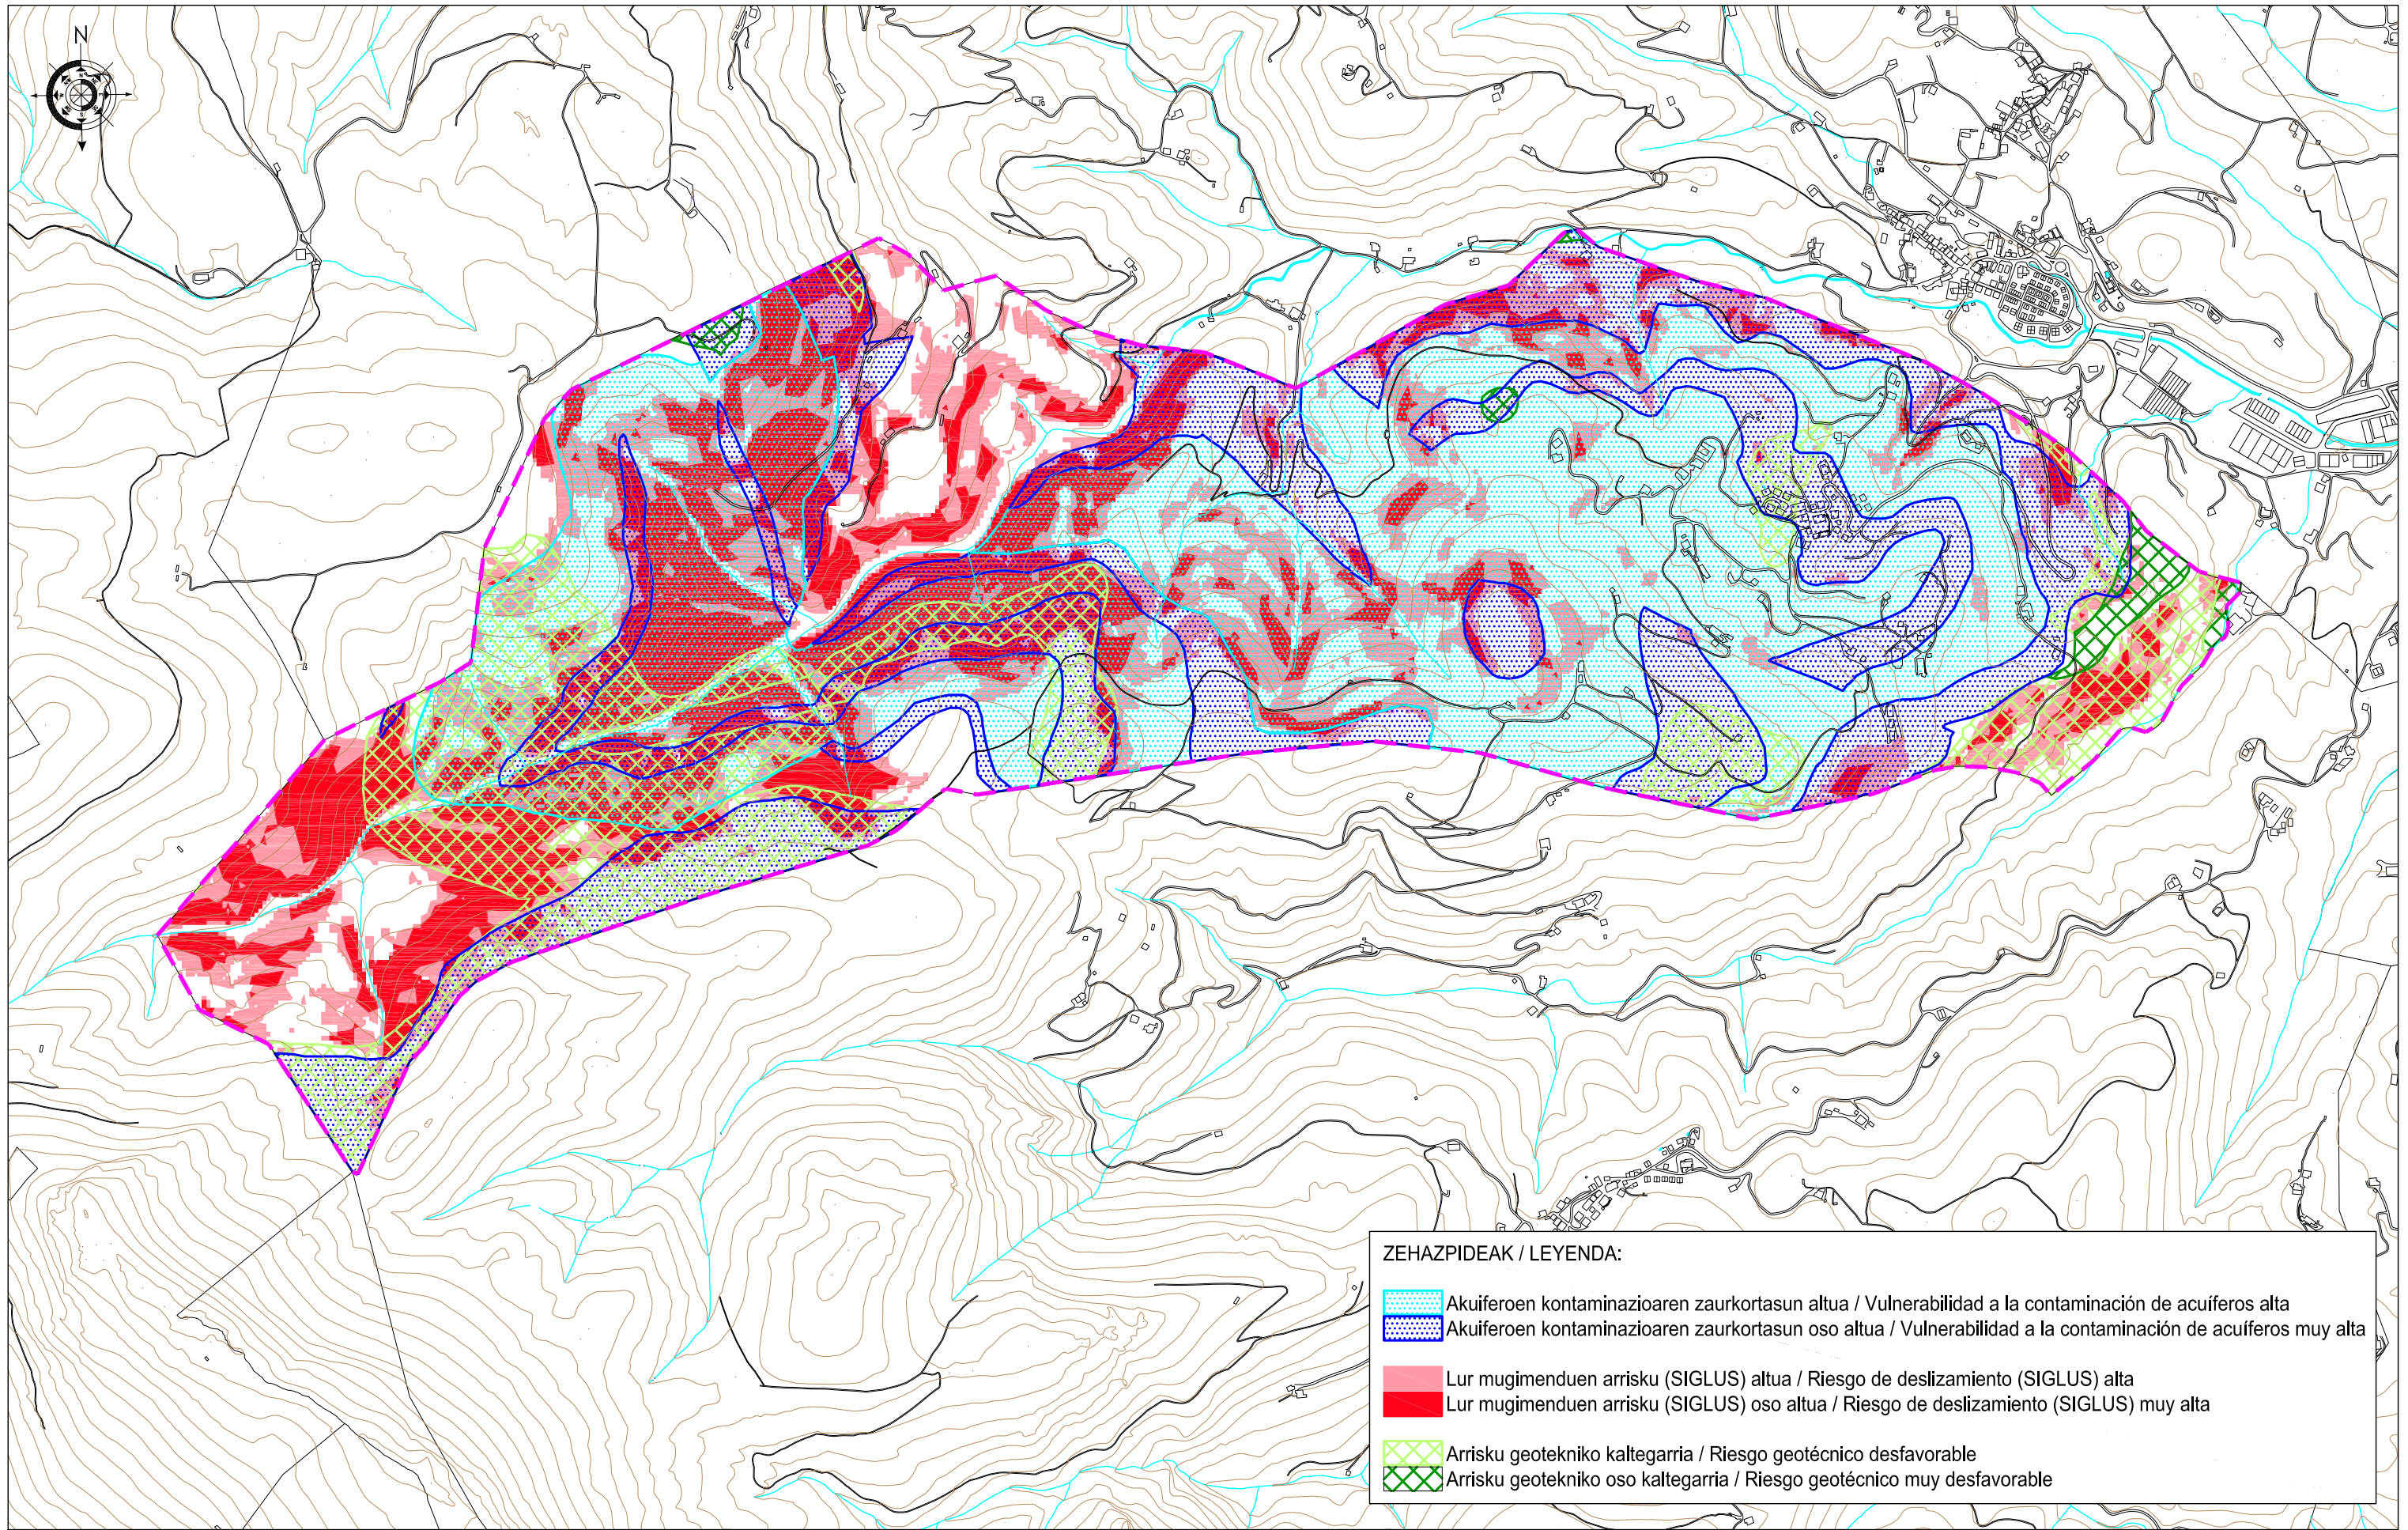 N
ZEHAZPIDEAK / LEYENDA:
Akuiferoen kontaminazioaren zaurkortasun altua / Vulnerabilidad a la contaminación de acuíferos alta
Akuiferoen kontaminazioaren zaurkortasun oso altua / Vulnerabilidad a la contaminación de acuíferos muy alta
Lur mugimenduen arrisku (SIGLUS) altua / Riesgo de deslizamiento (SIGLUS) alta
Lur mugimenduen arrisku (SIGLUS) oso altua / Riesgo de deslizamiento (SIGLUS) muy alta
Arrisku geotekniko kaltegarria / Riesgo geotécnico desfavorable
Arrisku geotekniko oso kaltegarria / Riesgo geotécnico muy desfavorable